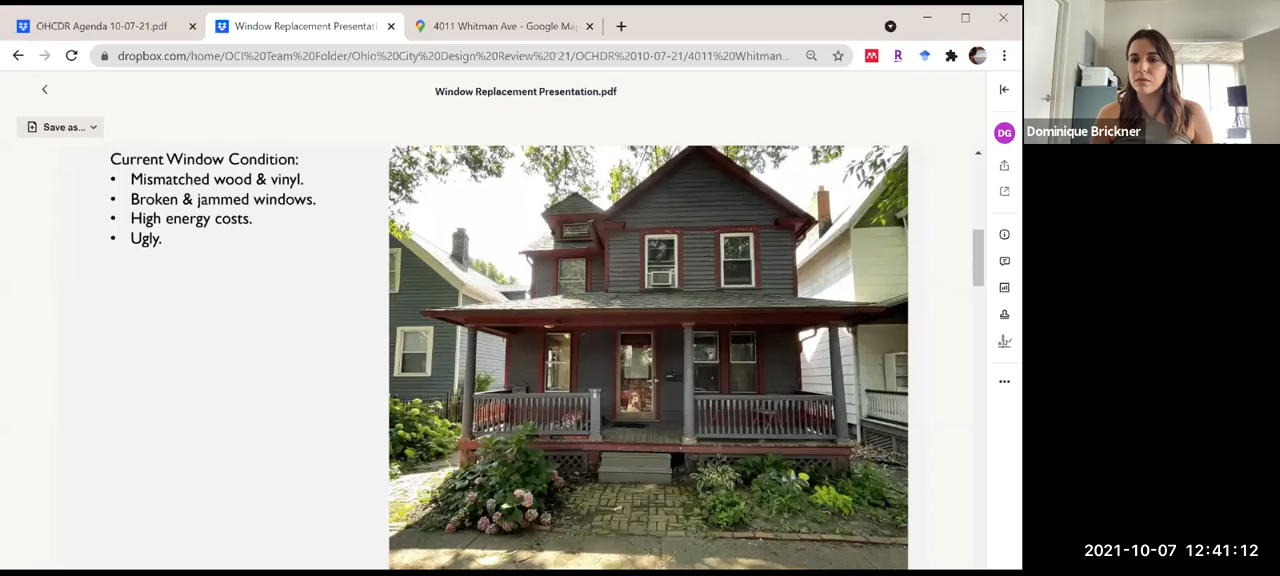 OHCDR Agenda 10-07-21.pdf
Window Replacement Presentati
4011 Whitman Ave - Google Ma
dropbox.com/home/OCI%20Team%20Folder/Ohio%20City%20Design%20Review%20'21/OCHDR%2010-07-21/4011%20Whitman...
Window Replacement Presentation.pdf
Save as...
DG
Current Window Condition:
• Mismatched wood & vinyl.
• Broken & jammed windows.
• High energy costs.
• Ugly.
Dominique Brickner
2021-10-07 12:41:12